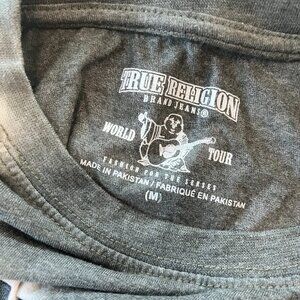 TRUE RELIGION
BRAND JEANS®
WORLD TOUR
FASHION FOR THE SENSES
MADE IN PAKISTAN / FABRIQUÉ EN PAKISTAN
(M)